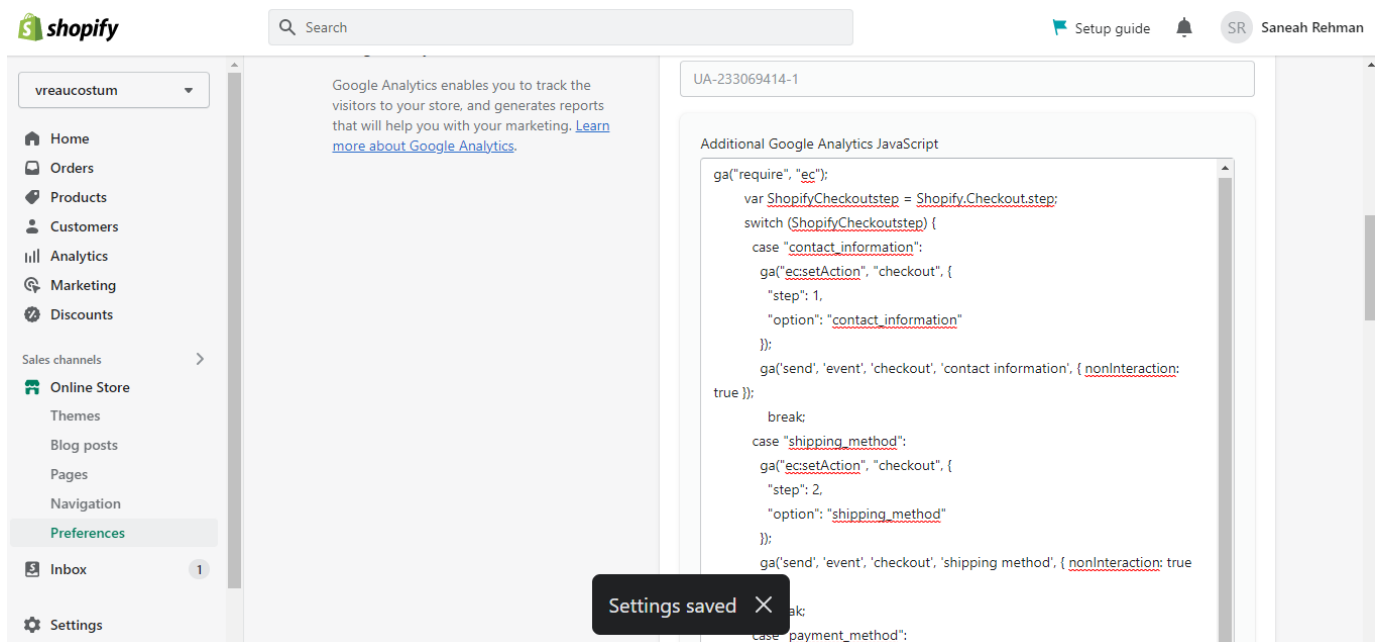 shopify
Search
Setup guide
SR
Saneah Rehman
vreaucostum
Home
Orders
Products
Customers
Analytics
Marketing
Discounts
Sales channels
Online Store
Themes
Blog posts
Pages
Navigation
Preferences
Inbox
1
Settings
Google Analytics enables you to track the
visitors to your store, and generates reports
that will help you with your marketing. Learn
more about Google Analytics.
UA-233069414-1
Additional Google Analytics JavaScript
ga("require", "ec");
var ShopifyCheckoutstep = Shopify.Checkout.step;
switch (ShopifyCheckoutstep) {
case "contact_information":
ga("ec:setAction", "checkout", {
"step": 1,
"option": "contact_information"
});
ga('send', 'event', 'checkout', 'contact information', { nonInteraction:
true });
break;
case "shipping_method":
ga("ec:setAction", "checkout", {
"step": 2,
"option": "shipping_method"
});
ga('send', 'event', 'checkout', 'shipping method', { nonInteraction: true
ak;
case "payment_method":
Settings saved